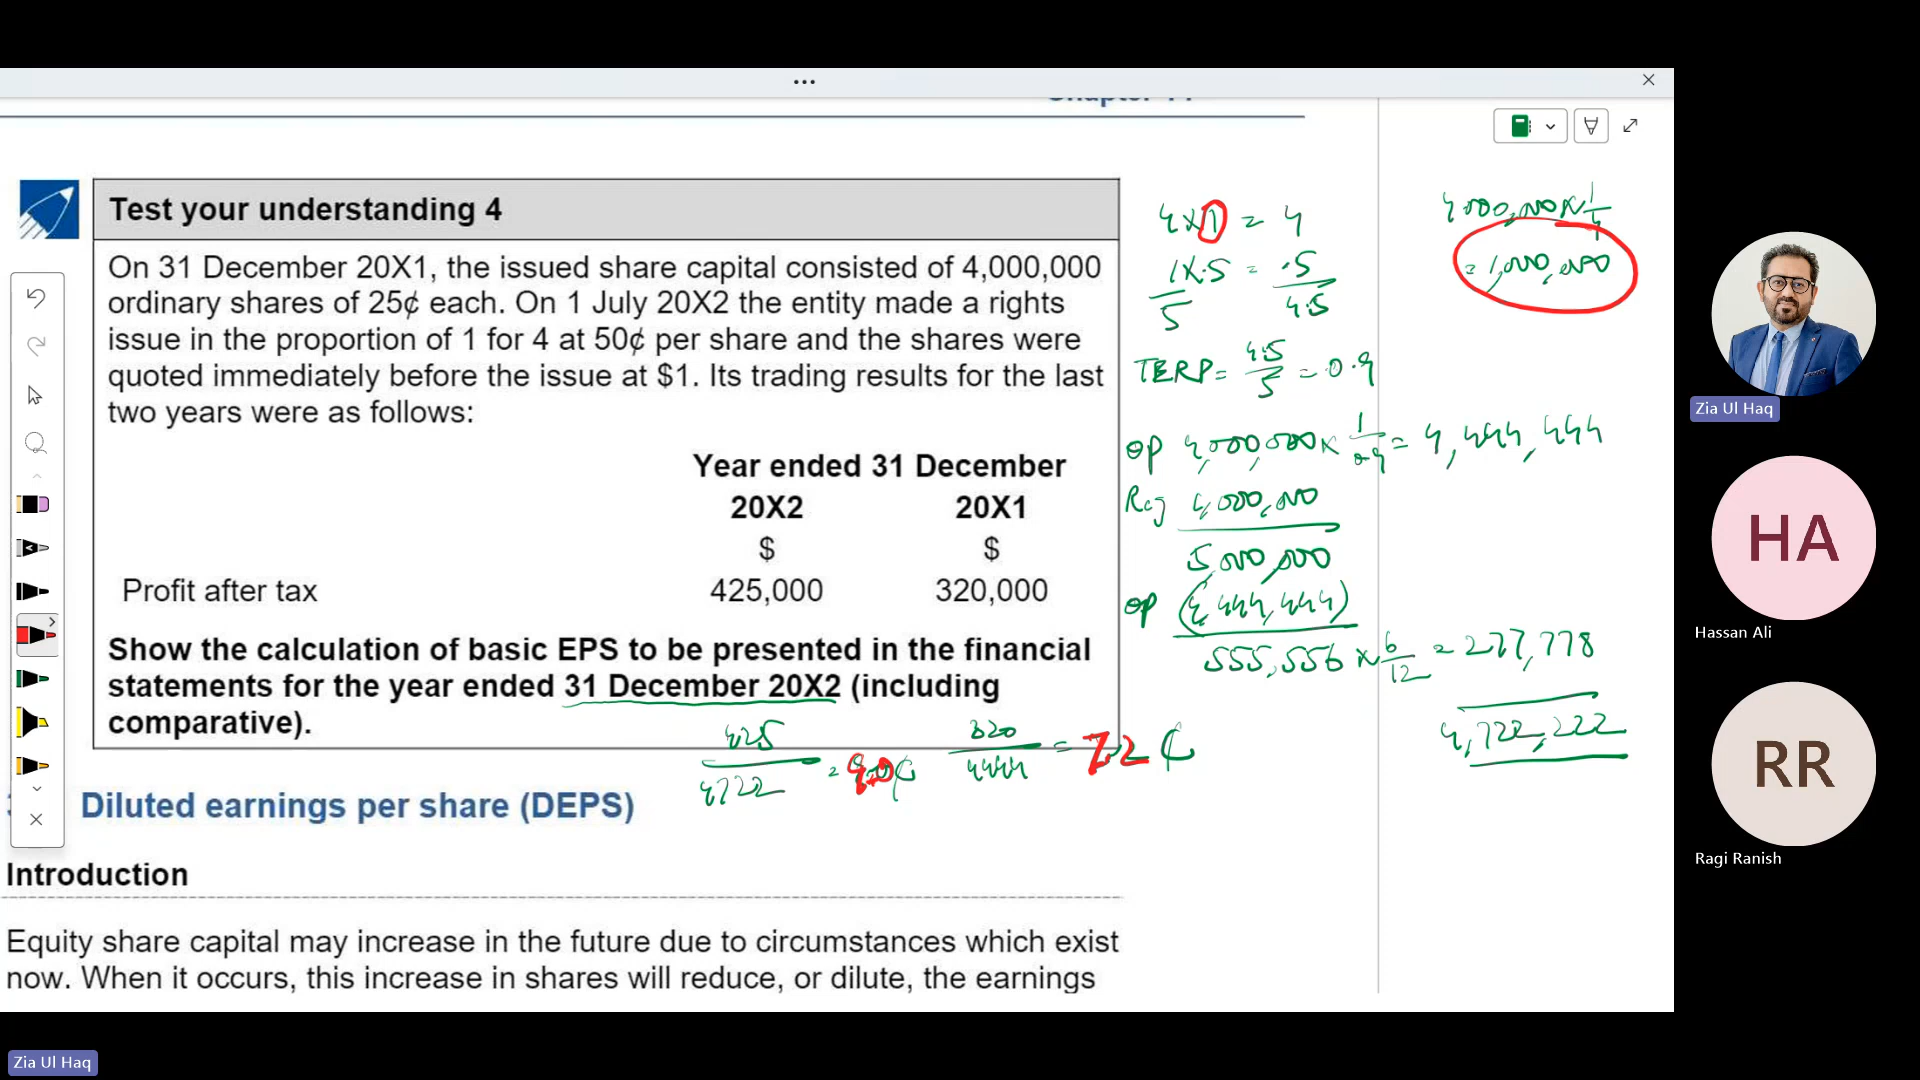 Test your understanding 4
On 31 December 20X1, the issued share capital consisted of 4,000,000
ordinary shares of 25¢ each. On 1 July 20X2 the entity made a rights
issue in the proportion of 1 for 4 at 50¢ per share and the shares were
quoted immediately before the issue at $1. Its trading results for the last
two years were as follows:
Year ended 31 December
20X2 20X1
$ $
Profit after tax 425,000 320,000
Show the calculation of basic EPS to be presented in the financial
statements for the year ended 31 December 20X2 (including
comparative).
425
4722
= 9.0¢
320
4444
= 7.2 ¢
Diluted earnings per share (DEPS)
Introduction
Equity share capital may increase in the future due to circumstances which exist
now. When it occurs, this increase in shares will reduce, or dilute, the earnings
4 x 1 = 4
1 x .5 = .5
5 4.5
TERP = 4.5
5
= 0.9
OP 4,000,000 x 1
0.9
= 4,444,444
4,000,000
5,000,000
OP (4,444,444)
555,556 x 6
12
= 277,778
4,722,222
4,000,000 x 1
4
= 1,000,000
Zia Ul Haq
HA
Hassan Ali
RR
Ragi Ranish
Zia Ul Haq